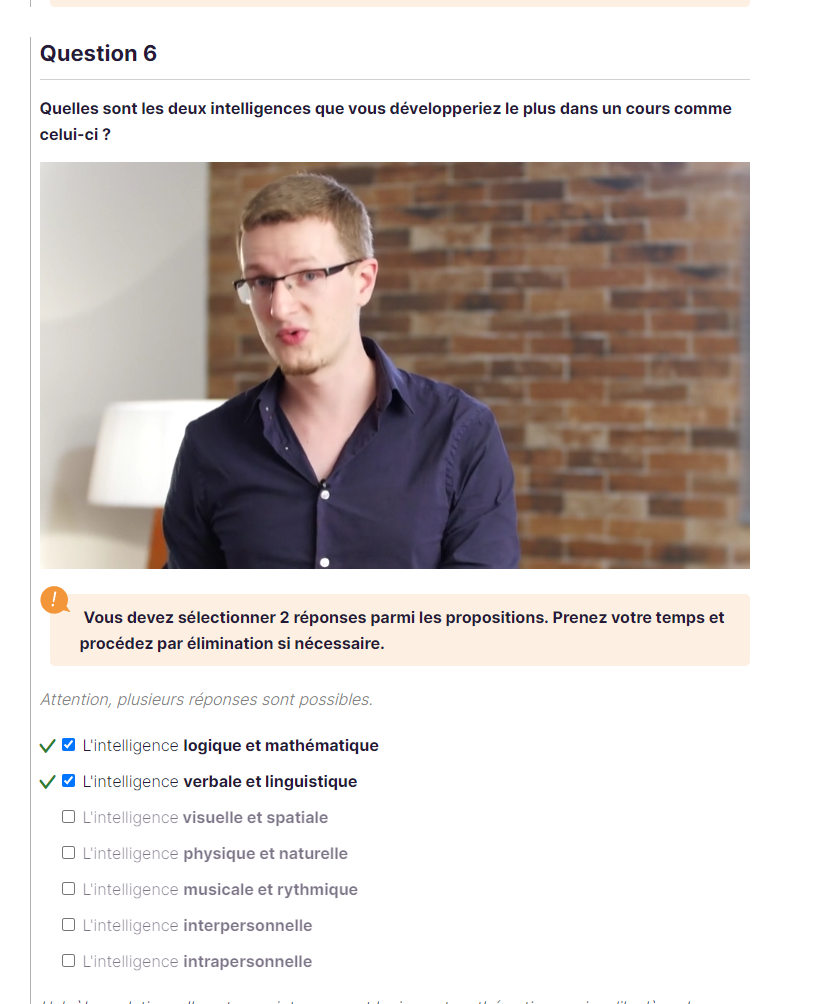 Question 6
Quelles sont les deux intelligences que vous développeriez le plus dans un cours comme
celui-ci ?
!
Vous devez sélectionner 2 réponses parmi les propositions. Prenez votre temps et
procédez par élimination si nécessaire.
Attention, plusieurs réponses sont possibles.
L'intelligence logique et mathématique
L'intelligence verbale et linguistique
L'intelligence visuelle et spatiale
L'intelligence physique et naturelle
L'intelligence musicale et rythmique
L'intelligence interpersonnelle
L'intelligence intrapersonnelle